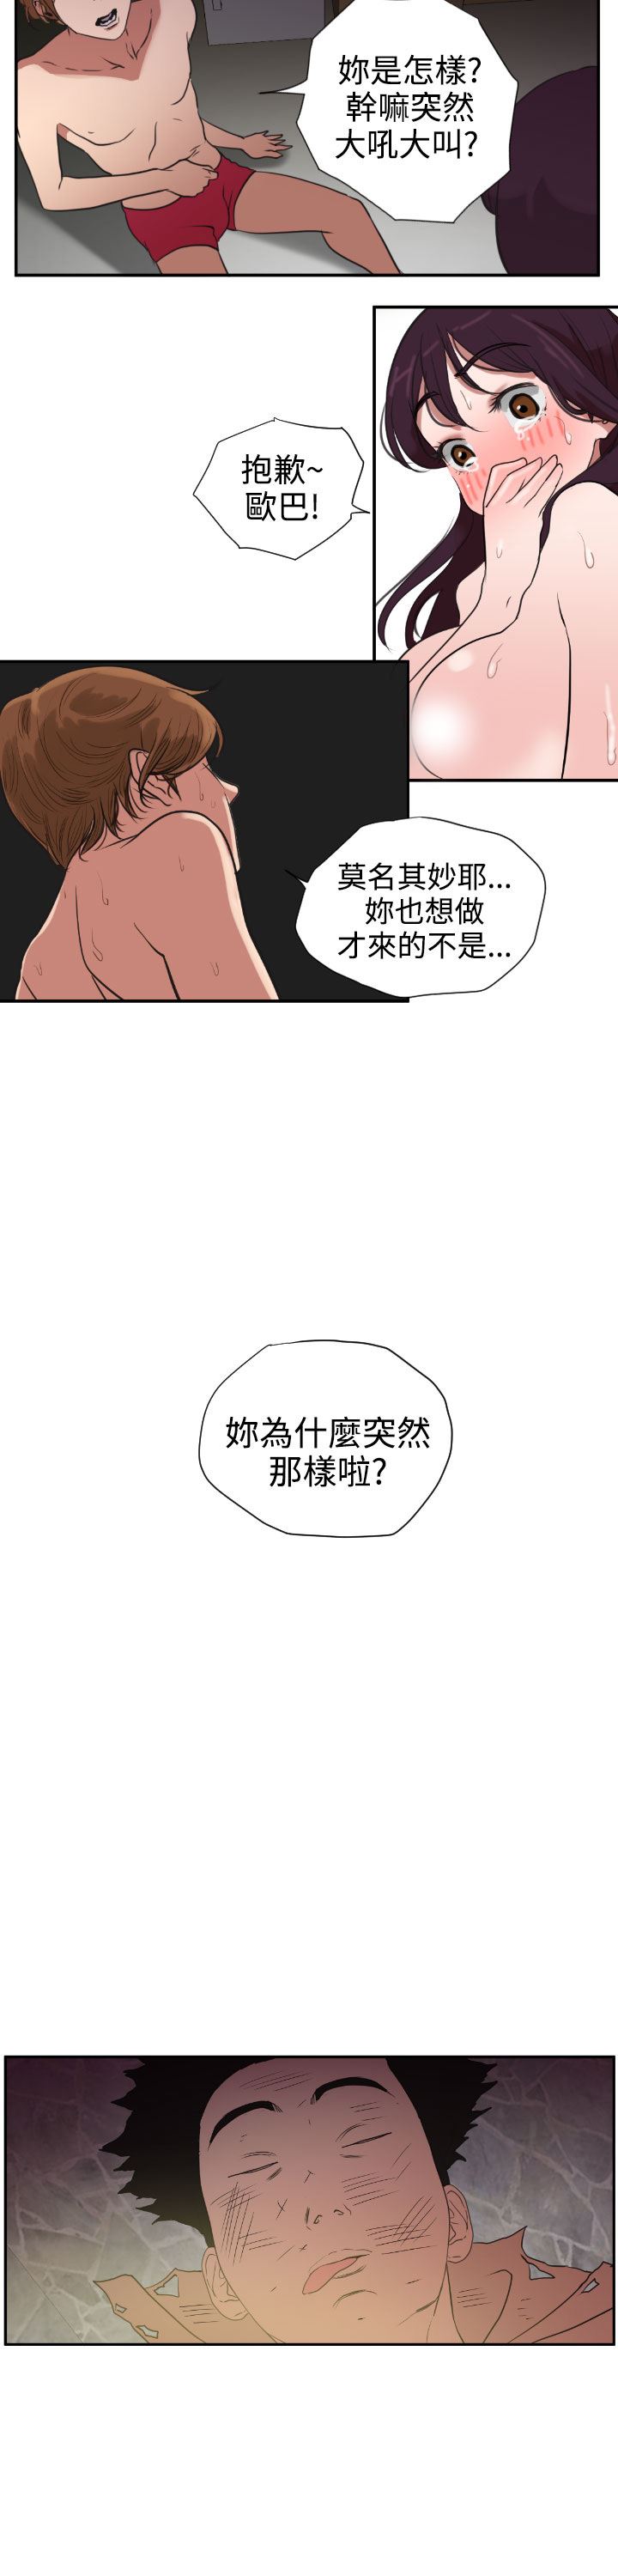 妳是怎樣?
幹嘛突然
大吼大叫?
抱歉~
歐巴!
莫名其妙耶...
妳也想做
才來的不是...
妳為什麼突然
那樣啦?